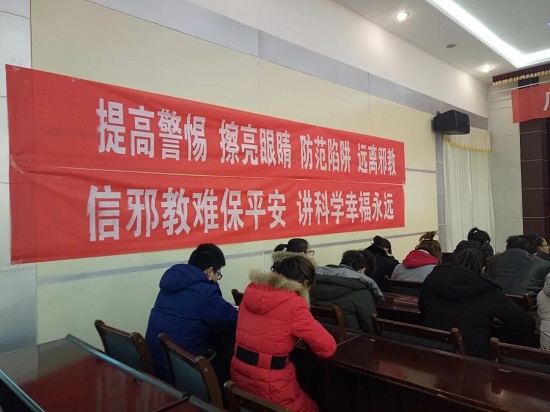 提高警惕 擦亮眼睛 防范陷阱 远离邪教
信邪教难保平安 讲科学幸福永远